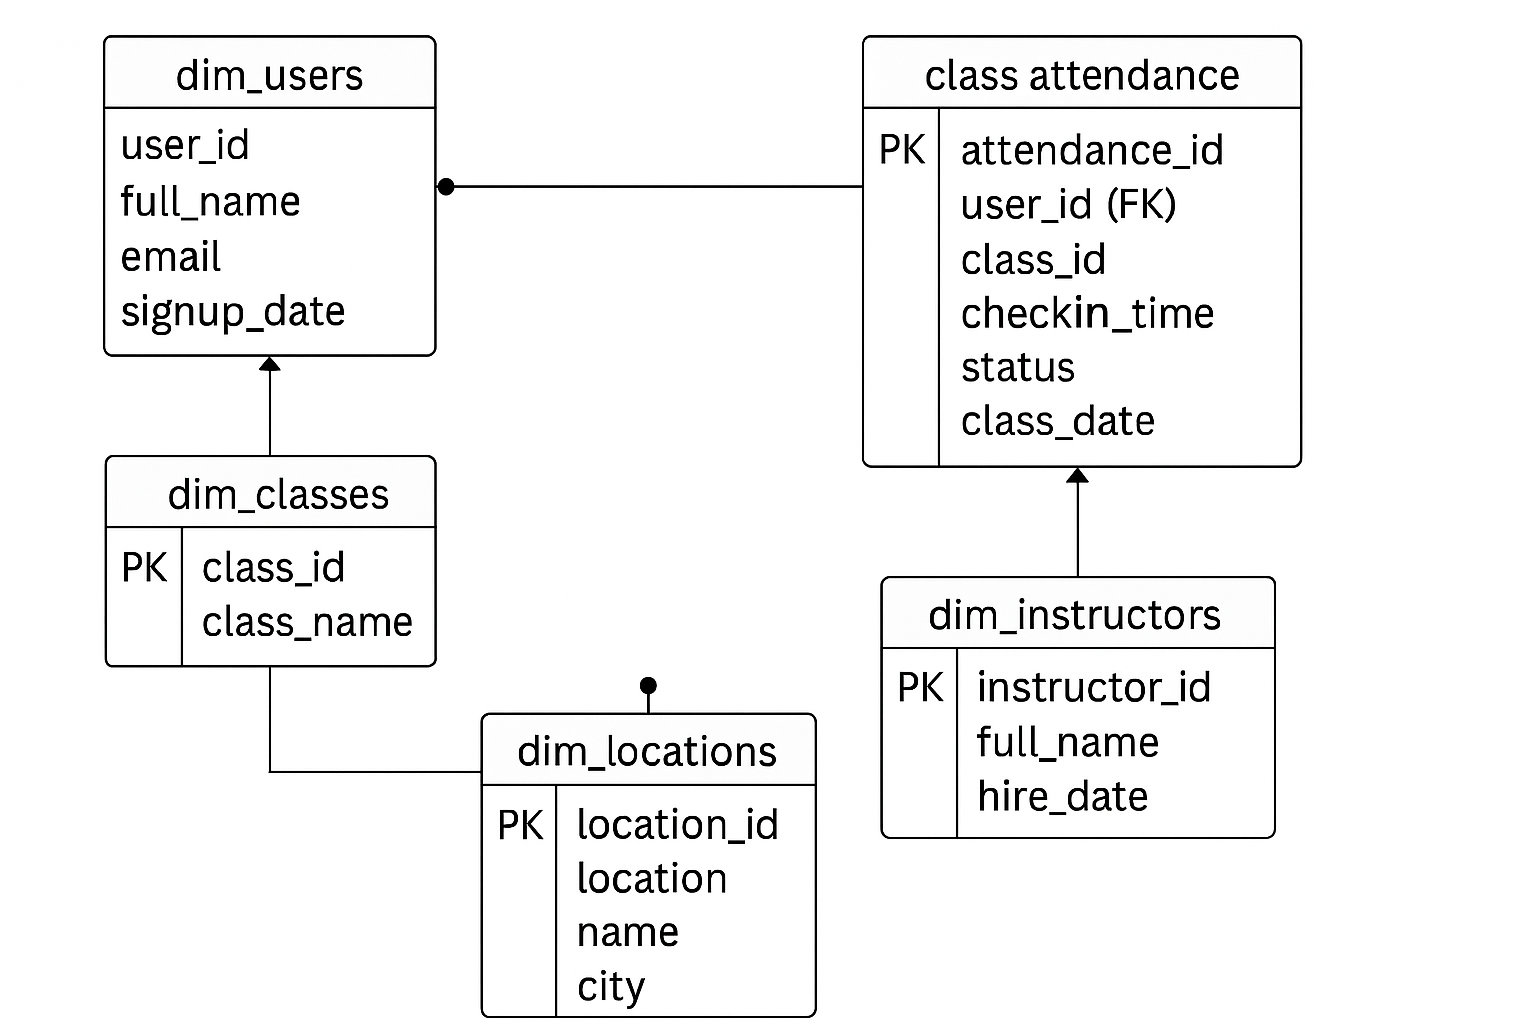 dim_users
user_id
full_name
email
signup_date
class attendance
PK attendance_id
user_id (FK)
class_id
checkin_time
status
class_date
dim_classes
PK class_id
class_name
dim_locations
PK location_id
location
name
city
dim_instructors
PK instructor_id
full_name
hire_date